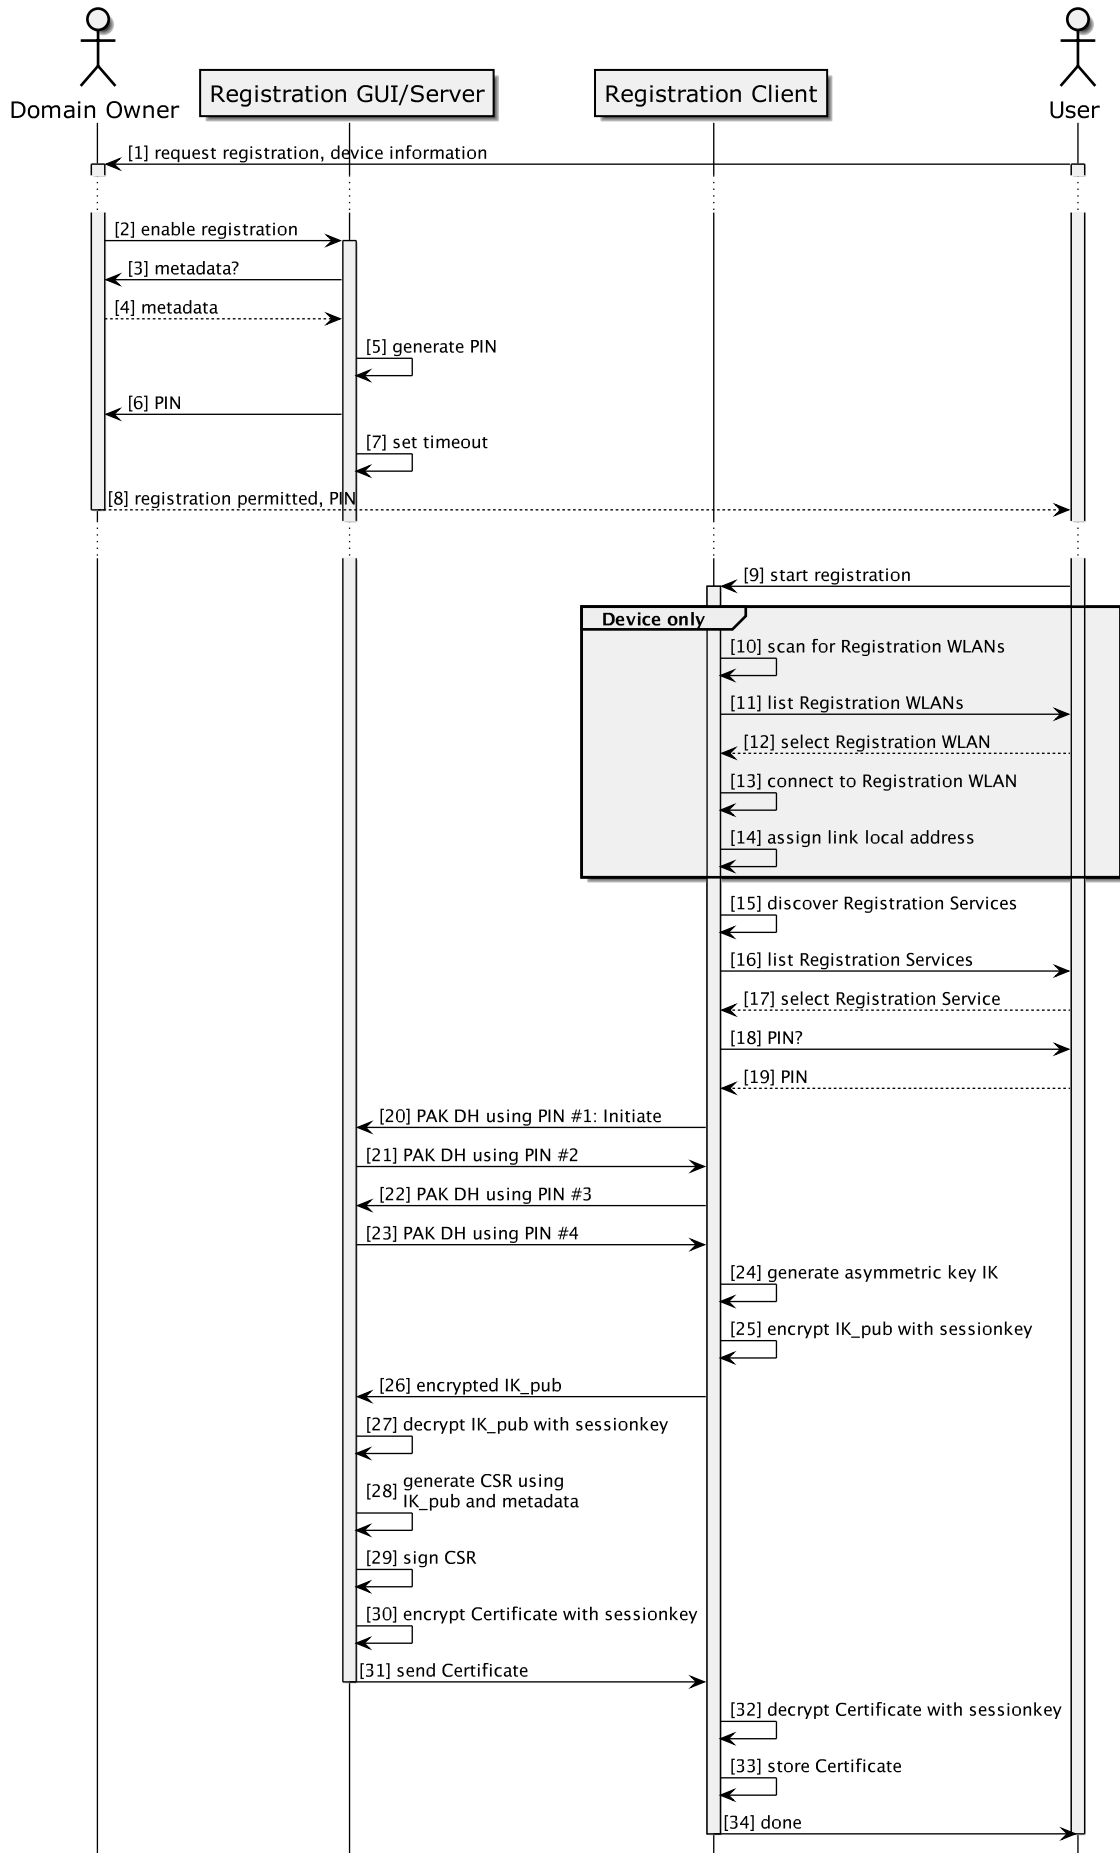 Domain Owner
Registration GUI/Server
Registration Client
User
[1] request registration, device information
[2] enable registration
[3] metadata?
[4] metadata
[5] generate PIN
[6] PIN
[7] set timeout
[8] registration permitted, PIN
[9] start registration
Device only
[10] scan for Registration WLANs
[11] list Registration WLANs
[12] select Registration WLAN
[13] connect to Registration WLAN
[14] assign link local address
[15] discover Registration Services
[16] list Registration Services
[17] select Registration Service
[18] PIN?
[19] PIN
[20] PAK DH using PIN #1: Initiate
[21] PAK DH using PIN #2
[22] PAK DH using PIN #3
[23] PAK DH using PIN #4
[24] generate asymmetric key IK
[25] encrypt IK_pub with sessionkey
[26] encrypted IK_pub
[27] decrypt IK_pub with sessionkey
[28] generate CSR using
IK_pub and metadata
[29] sign CSR
[30] encrypt Certificate with sessionkey
[31] send Certificate
[32] decrypt Certificate with sessionkey
[33] store Certificate
[34] done